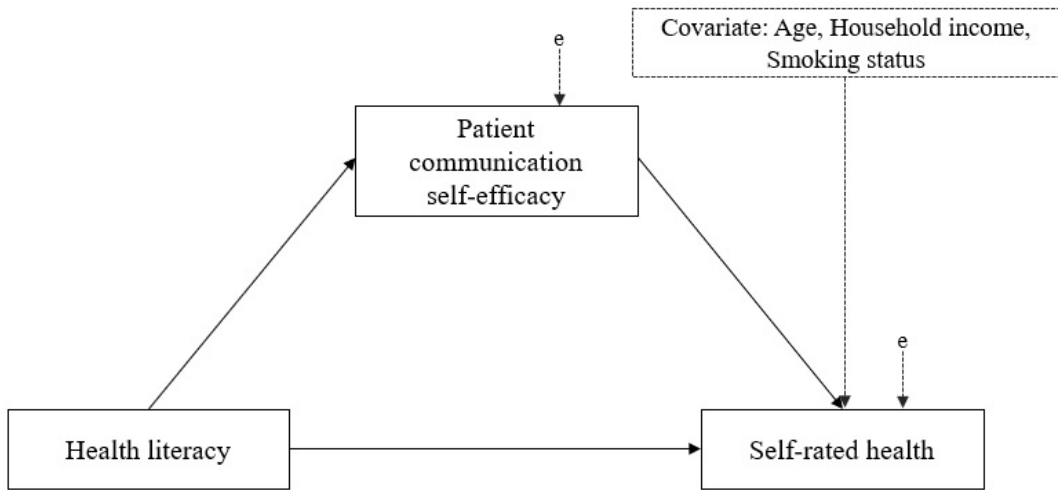 Covariate: Age, Household income,
Smoking status
e
Patient
communication
self-efficacy
e
Health literacy
Self-rated health